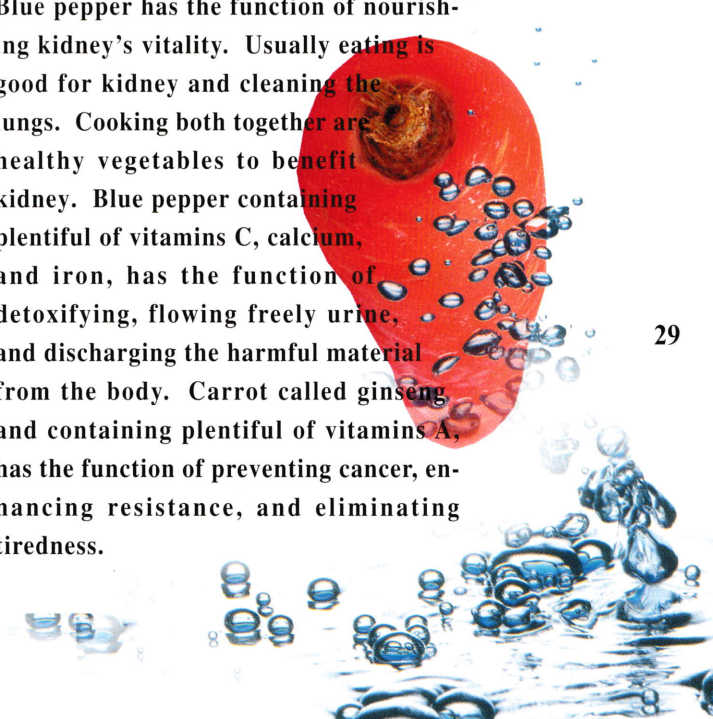 Blue pepper has the function of nourish-
ing kidney's vitality. Usually eating is
good for kidney and cleaning the
lungs. Cooking both together are
healthy vegetables to benefit
kidney. Blue pepper containing
plentiful of vitamins C, calcium,
and iron, has the function of
detoxifying, flowing freely urine,
and discharging the harmful material
from the body. Carrot called ginseng
and containing plentiful of vitamins A,
has the function of preventing cancer, en-
hancing resistance, and eliminating
tiredness.
29